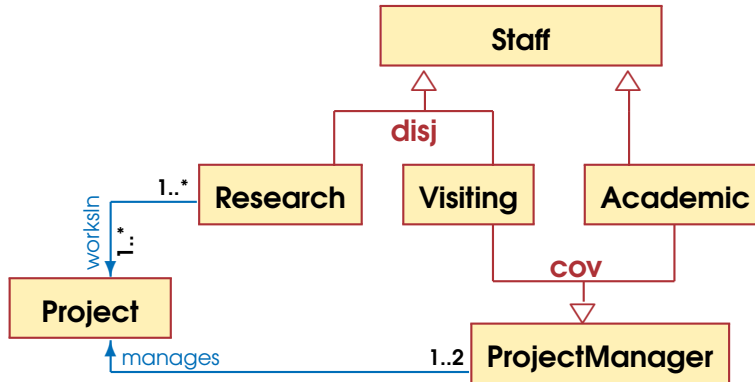 Staff
disj
1..*
Research
Visiting
Academic
worksIn
1..*
cov
Project
manages
1..2
ProjectManager